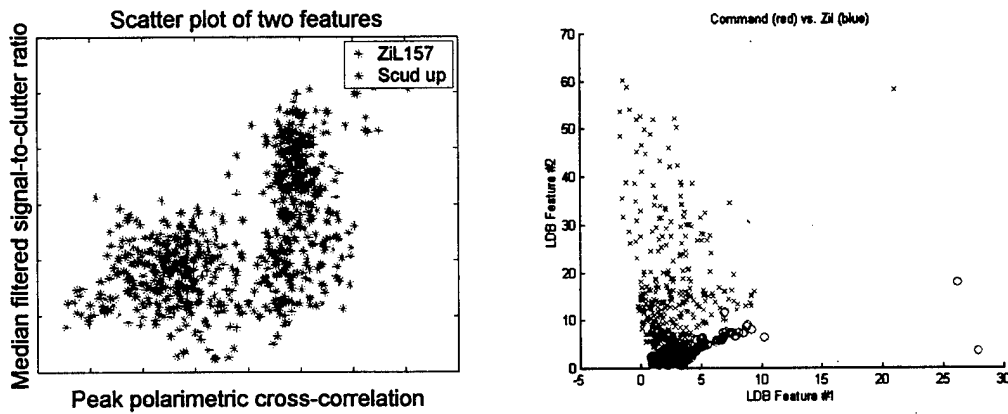 Scatter plot of two features
ZiL157
Scud up
Median filtered signal-to-clutter ratio
Peak polarimetric cross-correlation
Command (red) vs. Zil (blue)
70
60
50
40
30
20
10
0
LDB Feature #2
-5 0 5 10 15 20 25 30
LDB Feature #1